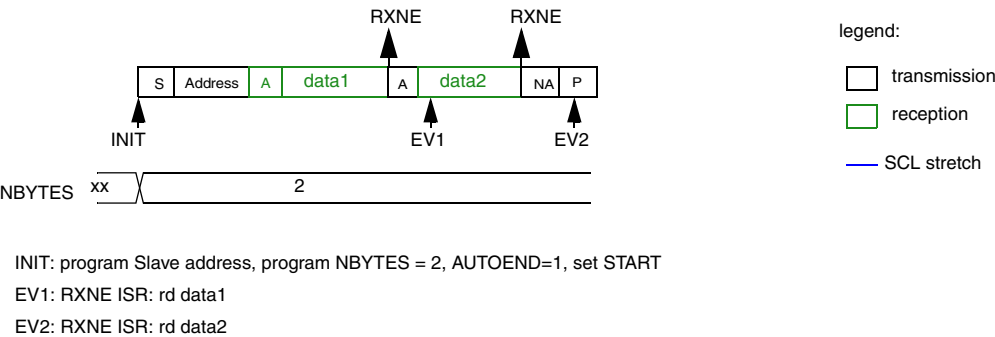 RXNE RXNE
legend:
S Address A data1 A data2 NA P
transmission
reception
INIT EV1 EV2
SCL stretch
NBYTES xx 2
INIT: program Slave address, program NBYTES = 2, AUTOEND=1, set START
EV1: RXNE ISR: rd data1
EV2: RXNE ISR: rd data2